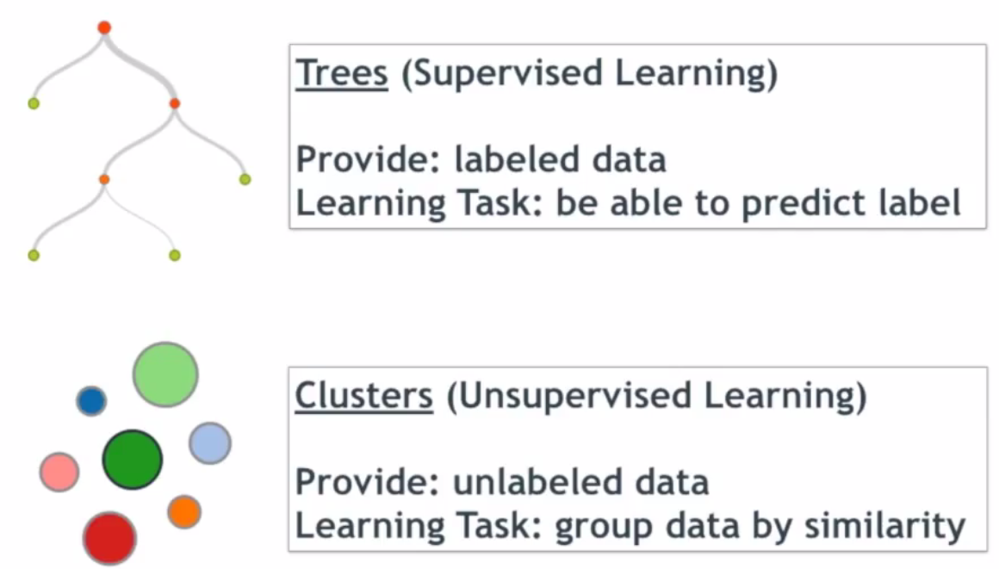 Trees (Supervised Learning)
Provide: labeled data
Learning Task: be able to predict label
Clusters (Unsupervised Learning)
Provide: unlabeled data
Learning Task: group data by similarity